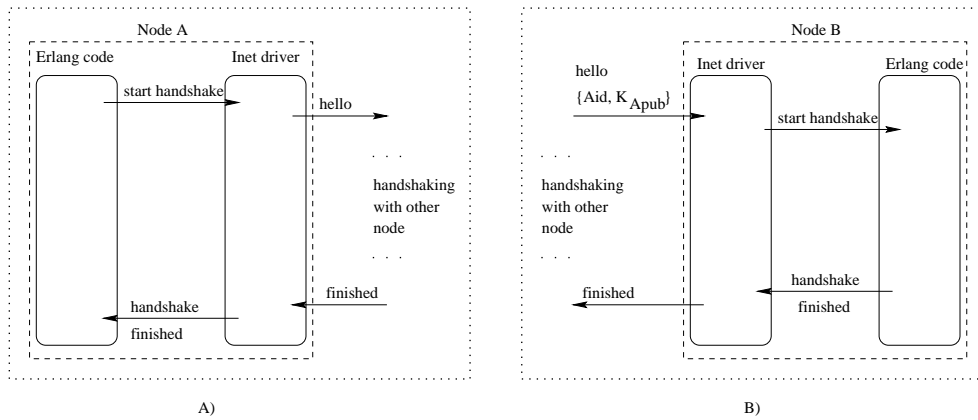 Node A
Erlang code
Inet driver
start handshake
hello
. . .
handshaking
with other
node
. . .
finished
handshake
finished
A)
Node B
Inet driver
Erlang code
hello
{Aid, K Apub}
start handshake
. . .
handshaking
with other
node
. . .
handshake
finished
finished
B)